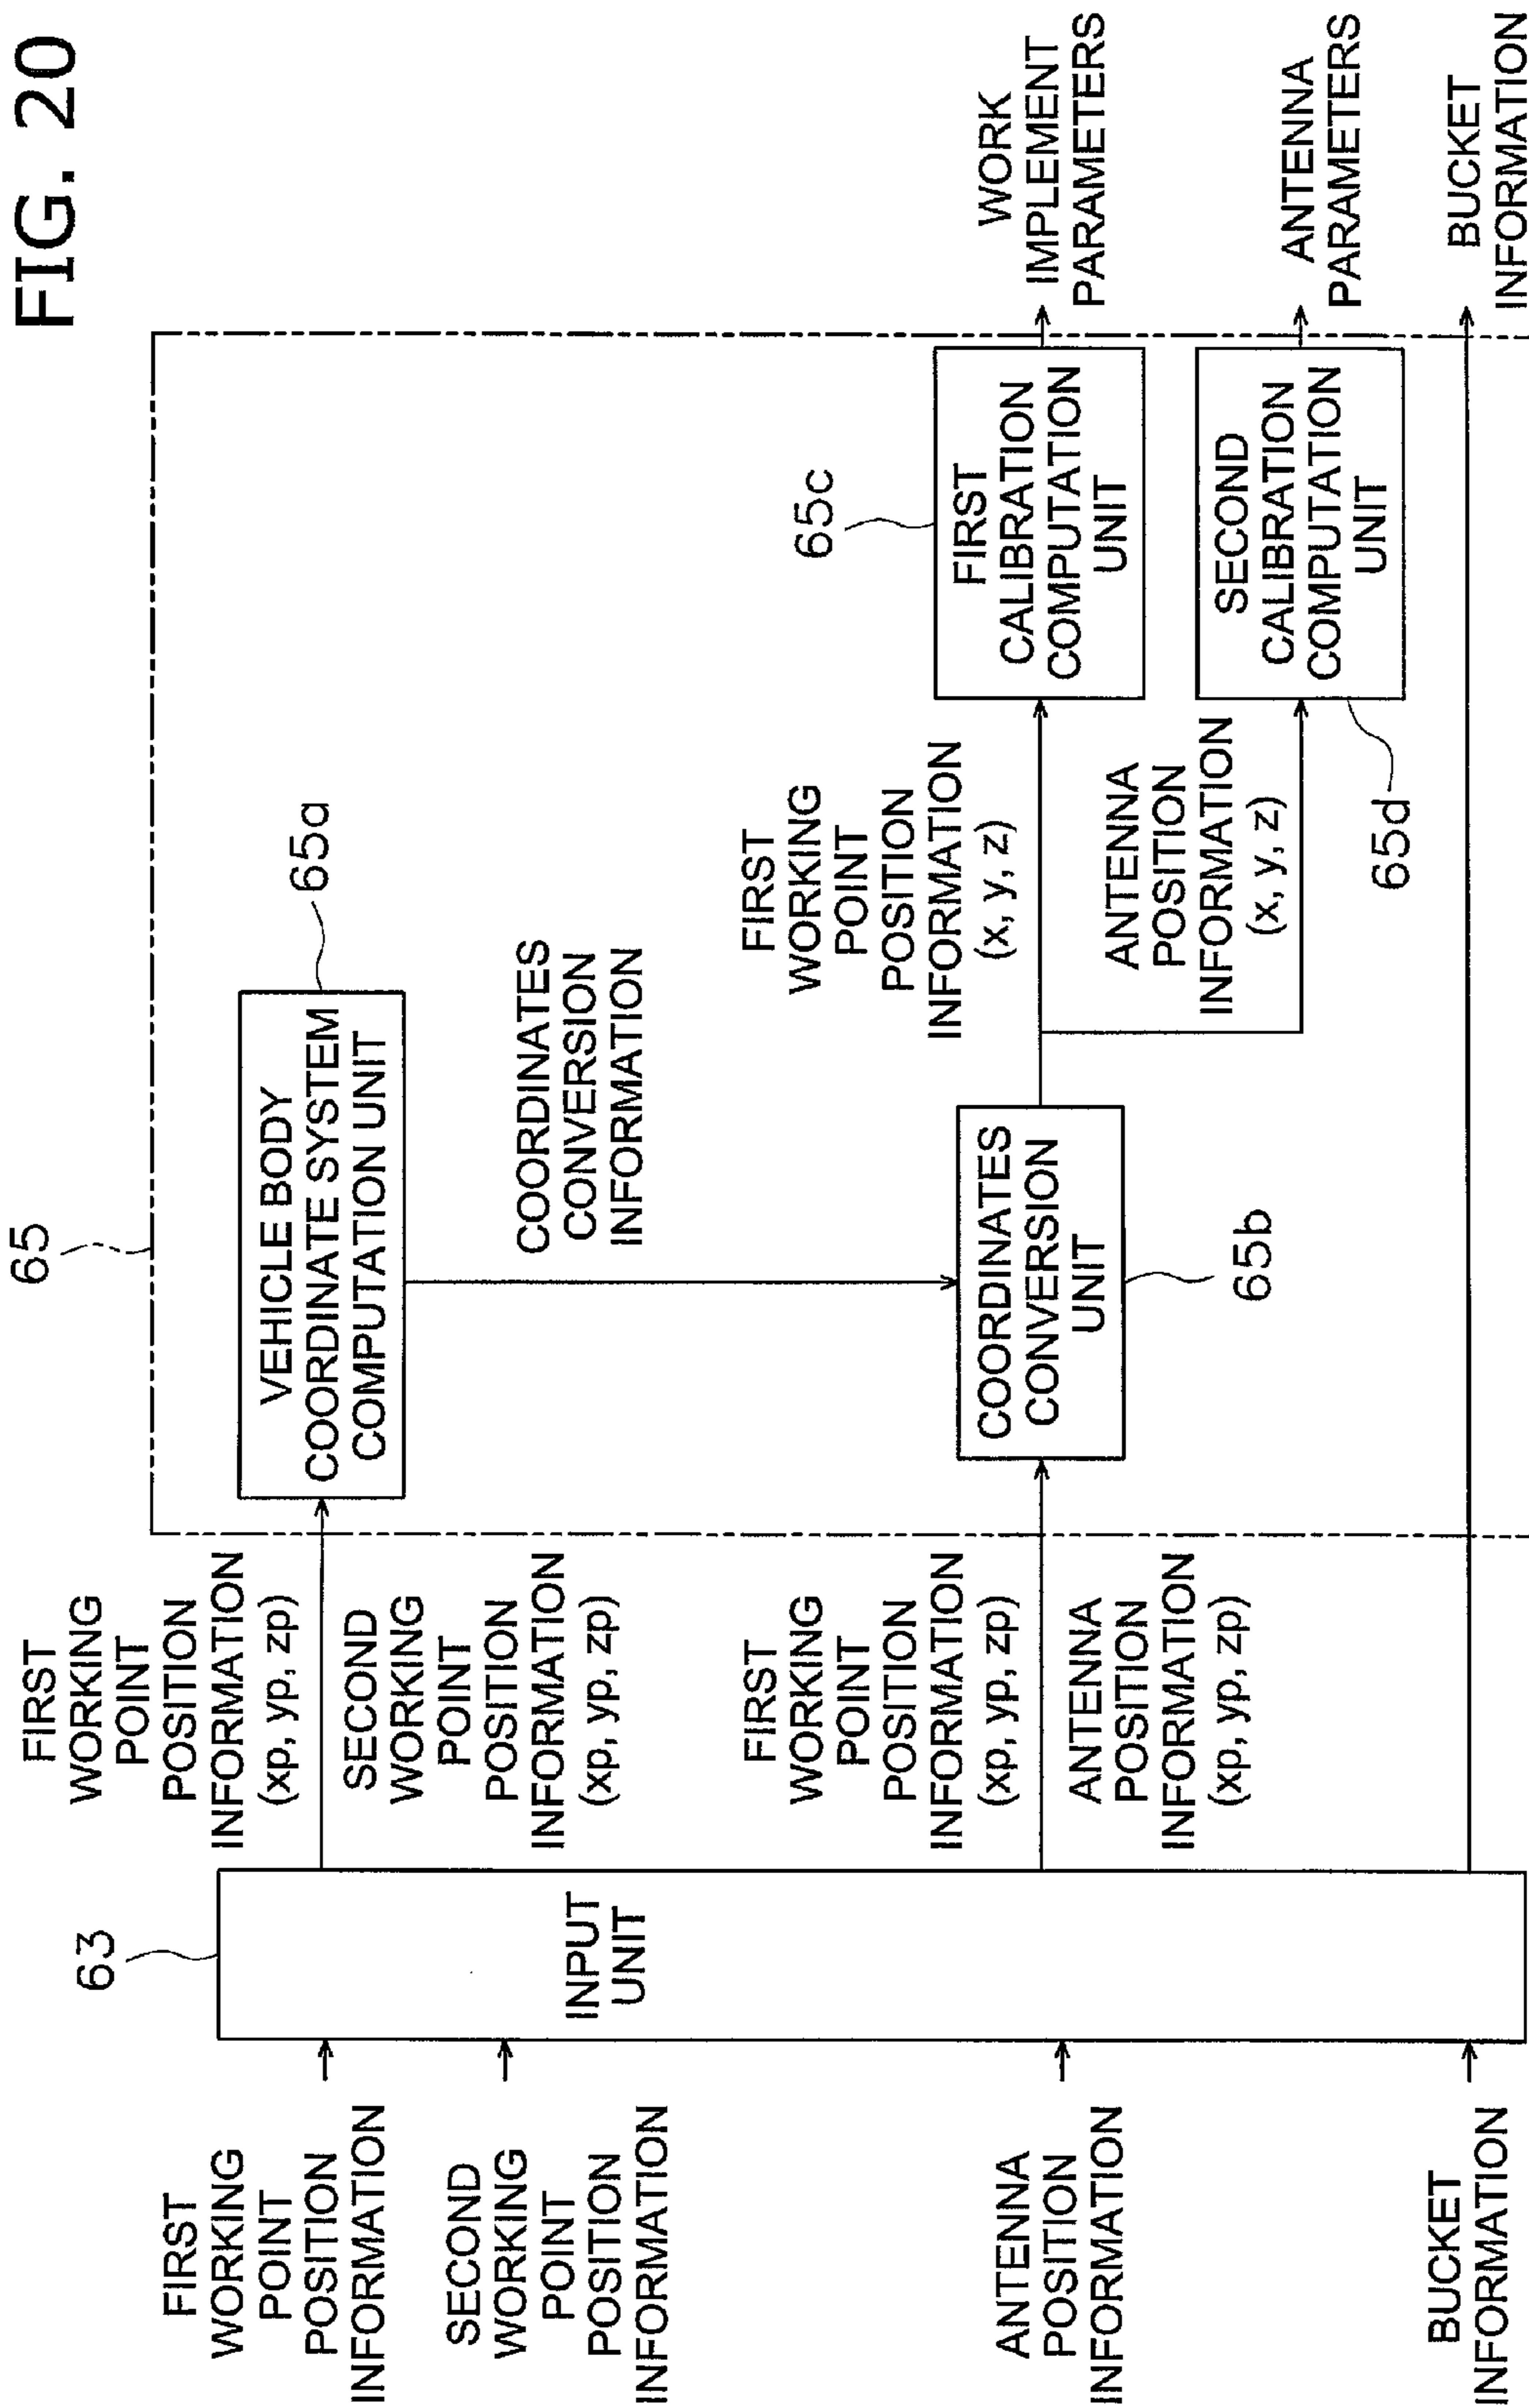 FIG. 20
65
63
FIRST
WORKING
POINT
POSITION
INFORMATION
SECOND
WORKING
POINT
POSITION
INFORMATION
ANTENNA
POSITION
INFORMATION
BUCKET
INFORMATION
INPUT
UNIT
FIRST
WORKING
POINT
POSITION
INFORMATION
(xp, yp, zp)
SECOND
WORKING
POINT
POSITION
INFORMATION
(xp, yp, zp)
FIRST
WORKING
POINT
POSITION
INFORMATION
(xp, yp, zp)
ANTENNA
POSITION
INFORMATION
(xp, yp, zp)
VEHICLE BODY
COORDINATE SYSTEM
COMPUTATION UNIT
65a
COORDINATES
CONVERSION
INFORMATION
COORDINATES
CONVERSION
UNIT
65b
FIRST
WORKING
POINT
POSITION
INFORMATION
(x, y, z)
ANTENNA
POSITION
INFORMATION
(x, y, z)
65c
FIRST
CALIBRATION
COMPUTATION
UNIT
SECOND
CALIBRATION
COMPUTATION
UNIT
65d
WORK
IMPLEMENT
PARAMETERS
ANTENNA
PARAMETERS
BUCKET
INFORMATION